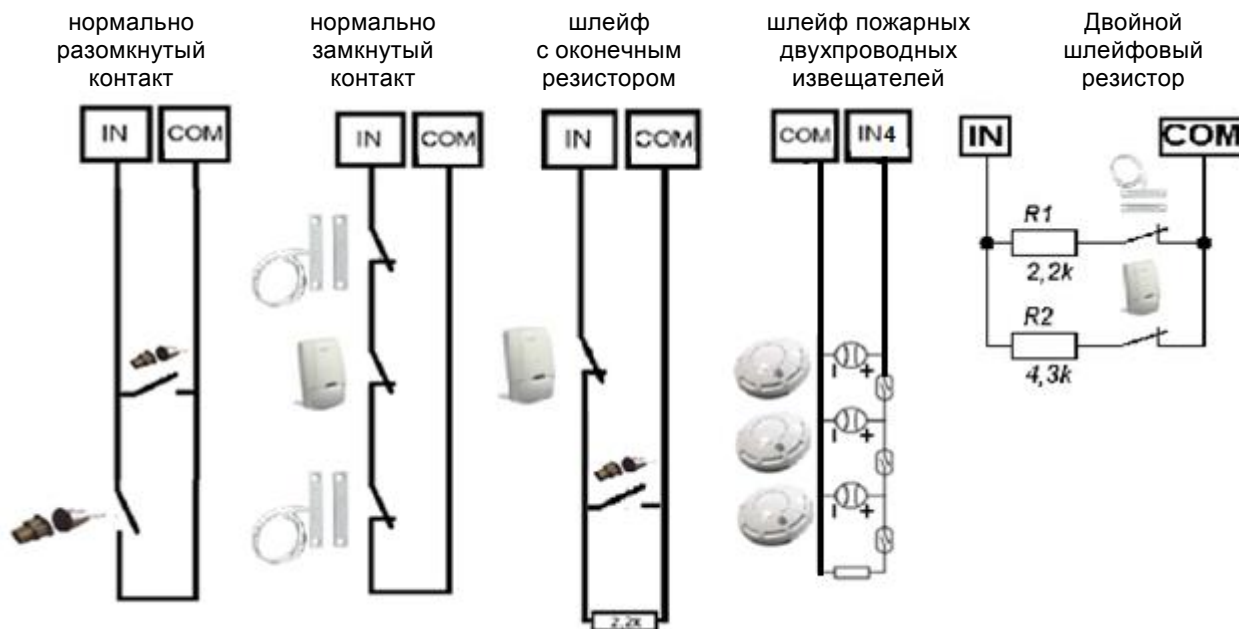 нормально
разомкнутый
контакт
нормально
замкнутый
контакт
шлейф
с оконечным
резистором
шлейф пожарных
двухпроводных
извещателей
Двойной
шлейфовый
резистор
IN COM
IN COM
IN COM
COM IN4
IN COM
R1
2,2k
R2
4,3k
- +
- +
- +
2,2к